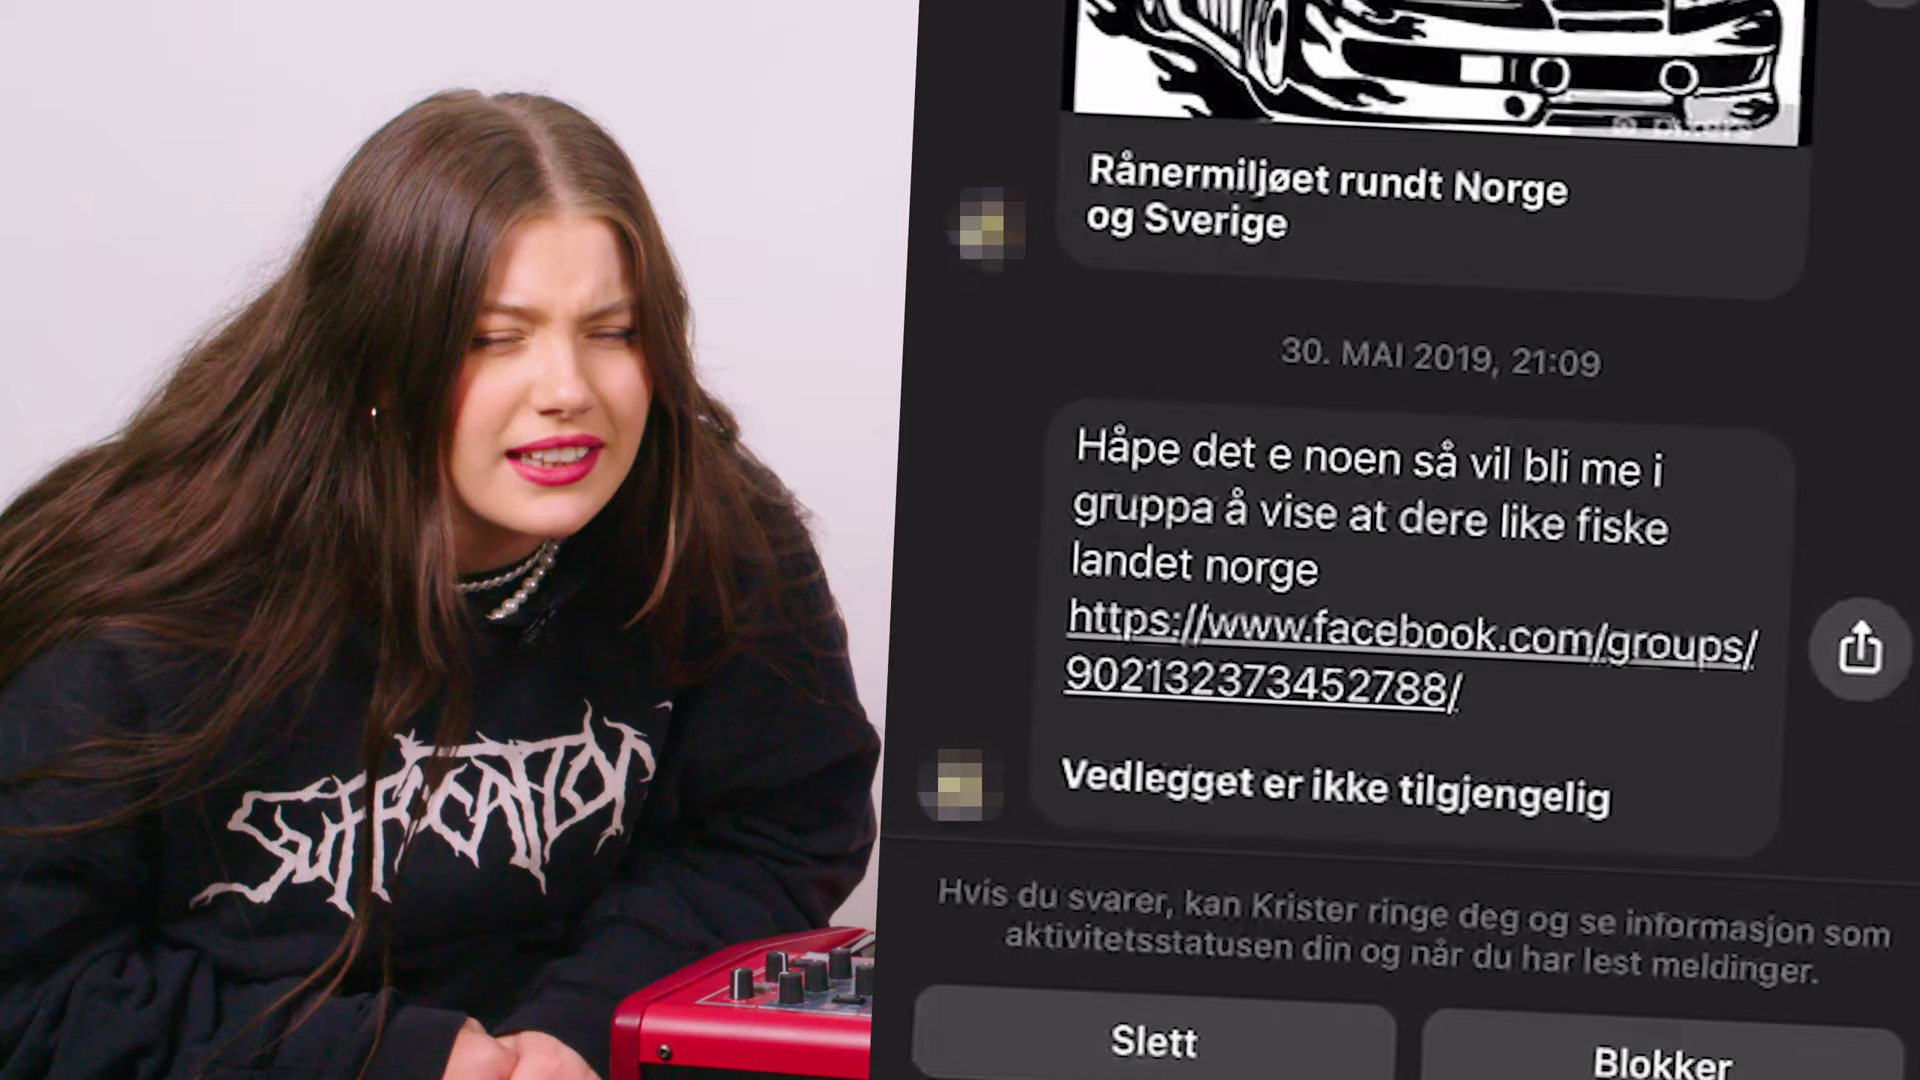 SUFFOCATION
Rånermiljøet rundt Norge
og Sverige
30. MAI 2019, 21:09
Håpe det e noen så vil bli me i
gruppa å vise at dere like fiske
landet norge
https://www.facebook.com/groups/
902132373452788/
Vedlegget er ikke tilgjengelig
Hvis du svarer, kan Krister ringe deg og se informasjon som
aktivitetsstatusen din og når du har lest meldinger.
Slett
Blokker